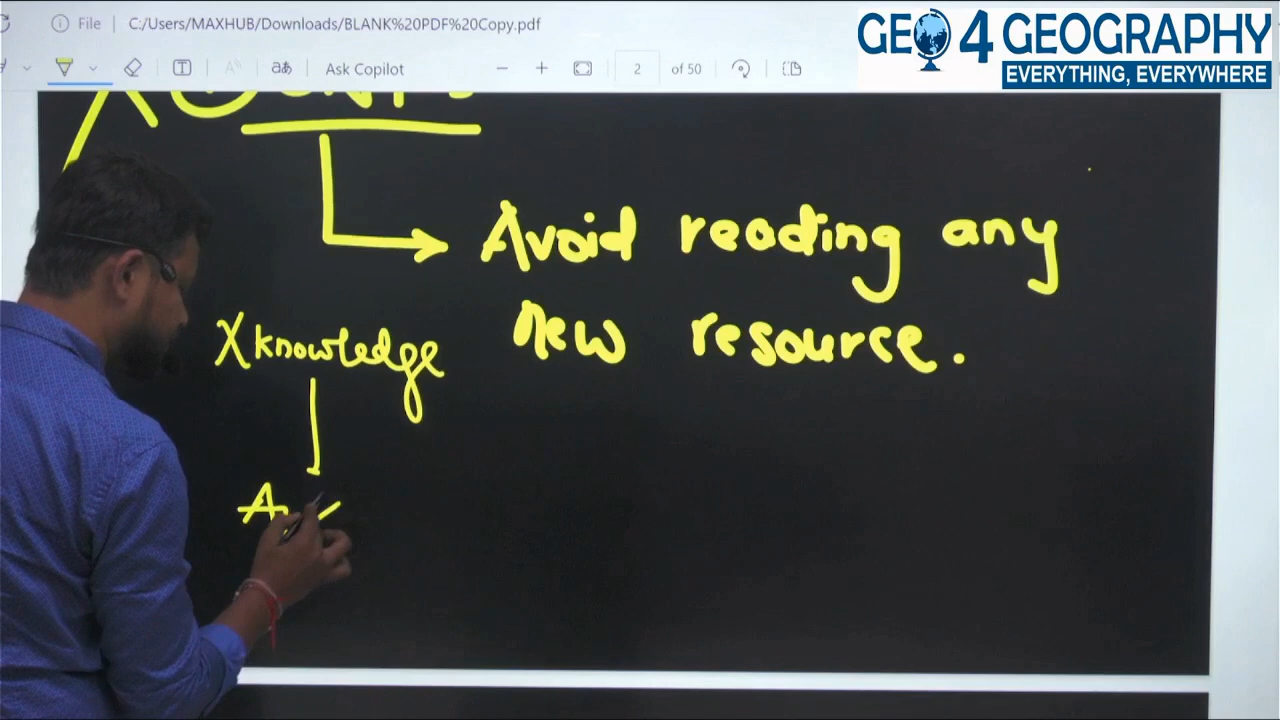 File C:/Users/MAXHUB/Downloads/BLANK%20PDF%20Copy.pdf
GEO 4 GEOGRAPHY
EVERYTHING, EVERYWHERE
Ask Copilot
2 of 50
Avoid reading any
new resource.
X knowledge